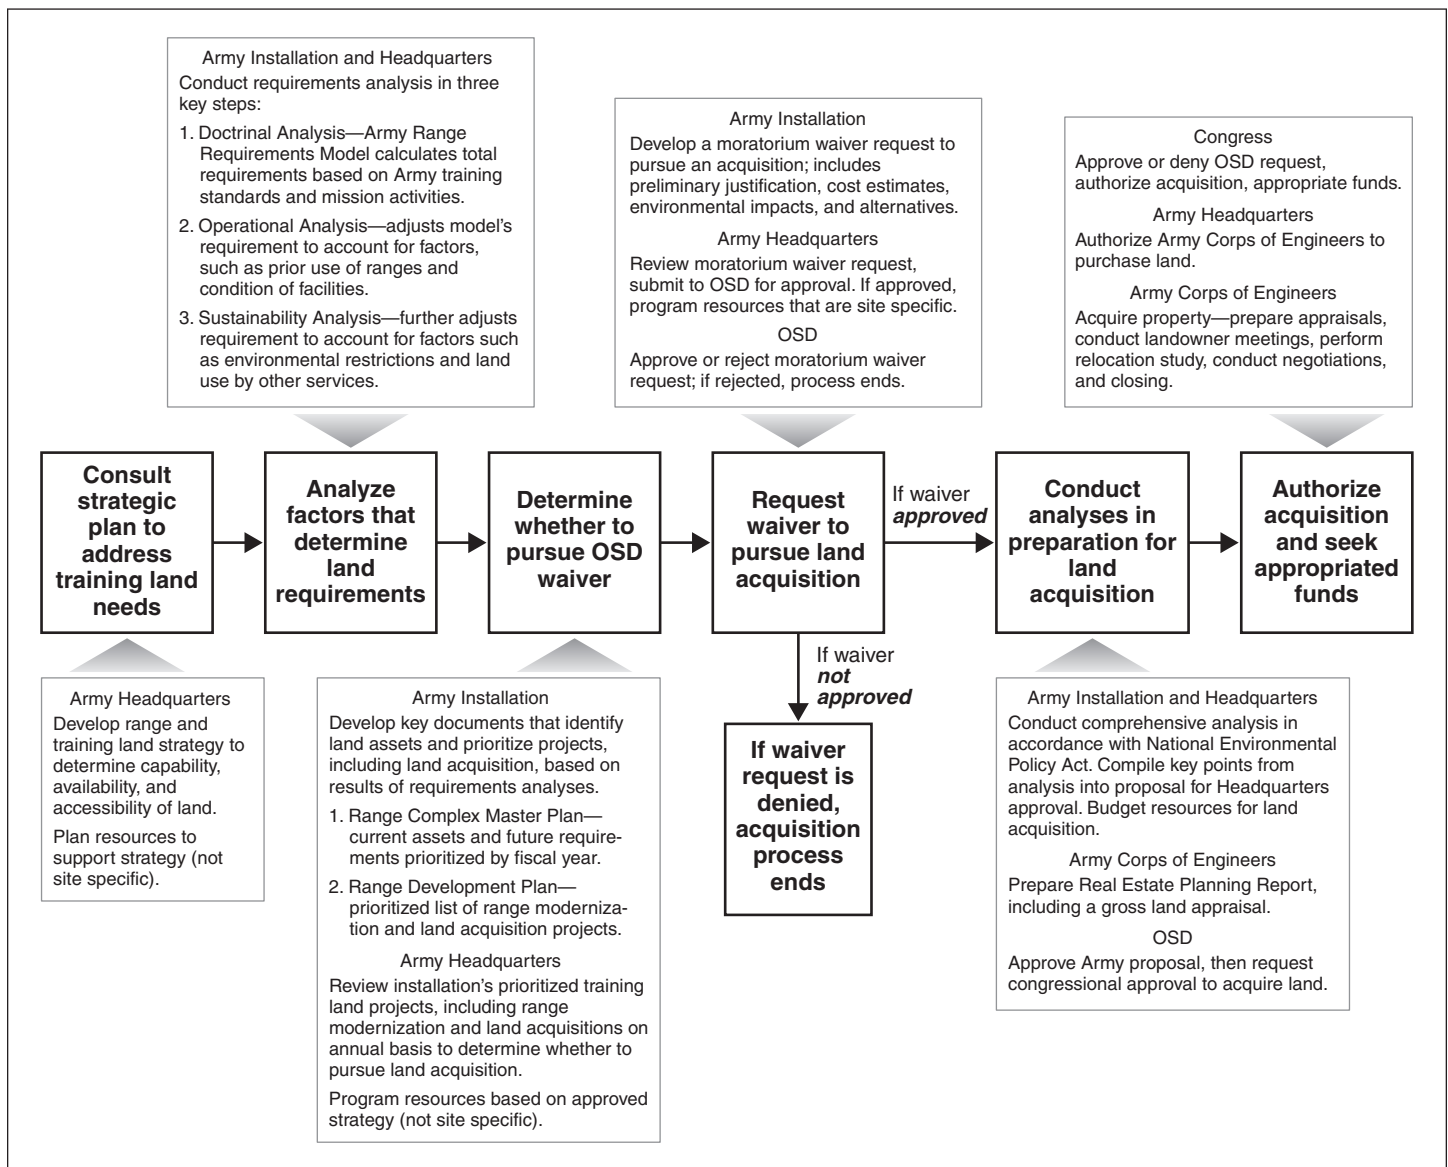 Army Installation and Headquarters
Conduct requirements analysis in three
key steps:
1. Doctrinal Analysis—Army Range
Requirements Model calculates total
requirements based on Army training
standards and mission activities.
2. Operational Analysis—adjusts model's
requirement to account for factors,
such as prior use of ranges and
condition of facilities.
3. Sustainability Analysis—further adjusts
requirement to account for factors such
as environmental restrictions and land
use by other services.
Army Installation
Develop a moratorium waiver request to
pursue an acquisition; includes
preliminary justification, cost estimates,
environmental impacts, and alternatives.
Army Headquarters
Review moratorium waiver request,
submit to OSD for approval. If approved,
program resources that are site specific.
OSD
Approve or reject moratorium waiver
request; if rejected, process ends.
Congress
Approve or deny OSD request,
authorize acquisition, appropriate funds.
Army Headquarters
Authorize Army Corps of Engineers to
purchase land.
Army Corps of Engineers
Acquire property—prepare appraisals,
conduct landowner meetings, perform
relocation study, conduct negotiations,
and closing.
Consult
strategic
plan to
address
training land
needs
Analyze
factors that
determine
land
requirements
Determine
whether to
pursue OSD
waiver
Request
waiver to
pursue land
acquisition
If waiver
approved
Conduct
analyses in
preparation for
land
acquisition
Authorize
acquisition
and seek
appropriated
funds
If waiver
not
approved
If waiver
request is
denied,
acquisition
process
ends
Army Headquarters
Develop range and
training land strategy to
determine capability,
availability, and
accessibility of land.
Plan resources to
support strategy (not
site specific).
Army Installation
Develop key documents that identify
land assets and prioritize projects,
including land acquisition, based on
results of requirements analyses.
1. Range Complex Master Plan—
current assets and future require-
ments prioritized by fiscal year.
2. Range Development Plan—
prioritized list of range moderniza-
tion and land acquisition projects.
Army Headquarters
Review installation's prioritized training
land projects, including range
modernization and land acquisitions on
annual basis to determine whether to
pursue land acquisition.
Program resources based on approved
strategy (not site specific).
Army Installation and Headquarters
Conduct comprehensive analysis in
accordance with National Environmental
Policy Act. Compile key points from
analysis into proposal for Headquarters
approval. Budget resources for land
acquisition.
Army Corps of Engineers
Prepare Real Estate Planning Report,
including a gross land appraisal.
OSD
Approve Army proposal, then request
congressional approval to acquire land.